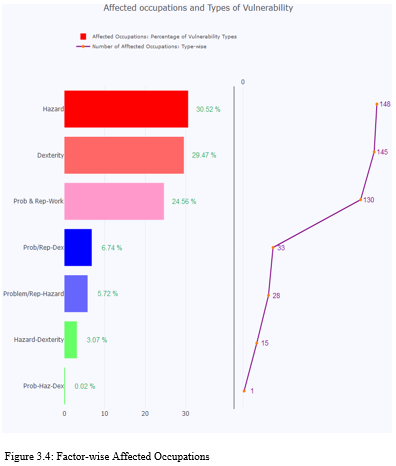 Affected occupations and Types of Vulnerability
Affected Occupations: Percentage of Vulnerability Types
Number of Afftected Occupations: Type-wise
0
Hazard 30.52 % 148
Dexterity 29.47 % 145
Prob & Rep-Work 24.56 % 130
Prob/Rep-Dex 6.74 % 33
Problem/Rep-Hazard 5.72 % 28
Hazard-Dexterity 3.07 % 15
Prob-Haz-Dex 0.02 % 1
0 10 20 30
Figure 3.4: Factor-wise Affected Occupations